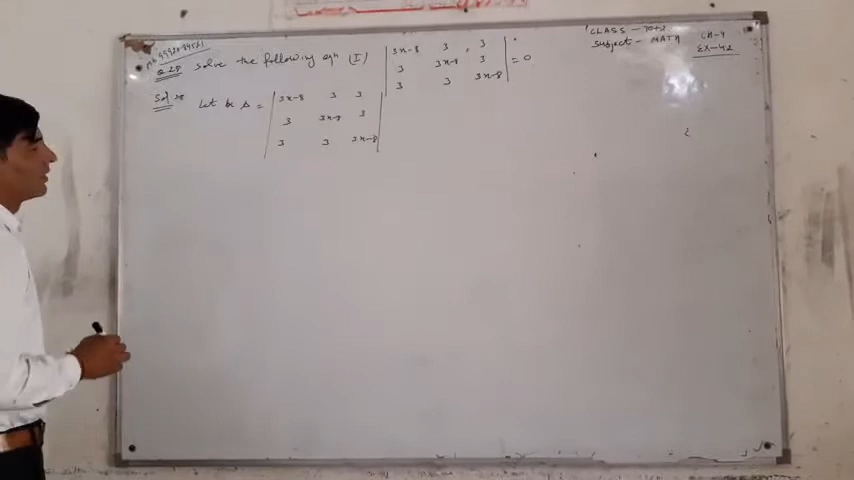 Q.28 Solve the following eqn (I) | 3x-8 3 3 |
| 3 3x-8 3 | = 0
| 3 3 3x-8 |
CLASS - 10+2 CH-4
Subject - MATH EX-4.2
Sol Let be Δ = | 3x-8 3 3 |
| 3 3x-8 3 |
| 3 3 3x-8 |